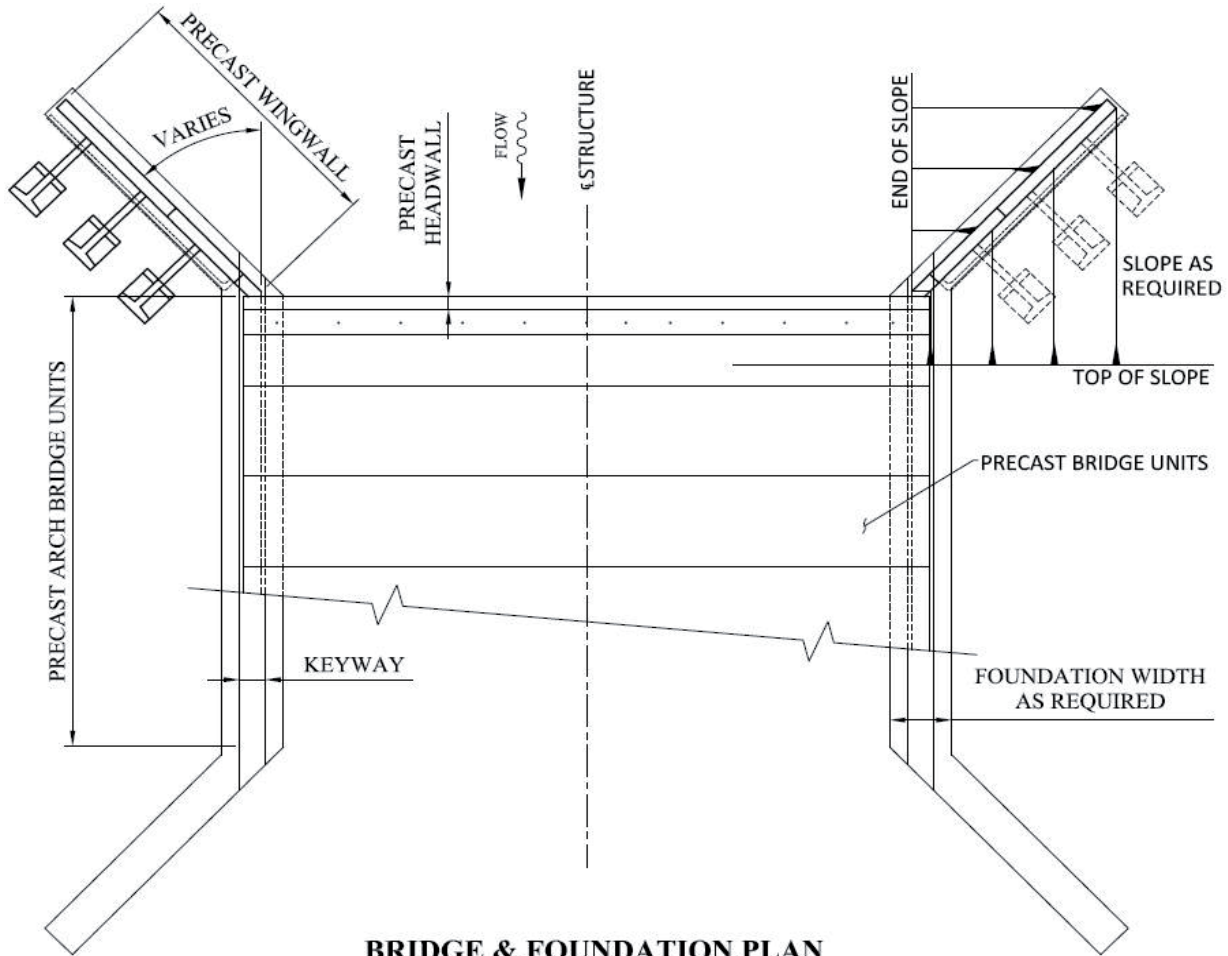 PRECAST WINGWALL
VARIES
PRECAST
HEADWALL
FLOW
℄ STRUCTURE
END OF SLOPE
SLOPE AS
REQUIRED
TOP OF SLOPE
PRECAST ARCH BRIDGE UNITS
PRECAST BRIDGE UNITS
KEYWAY
FOUNDATION WIDTH
AS REQUIRED
BRIDGE & FOUNDATION PLAN